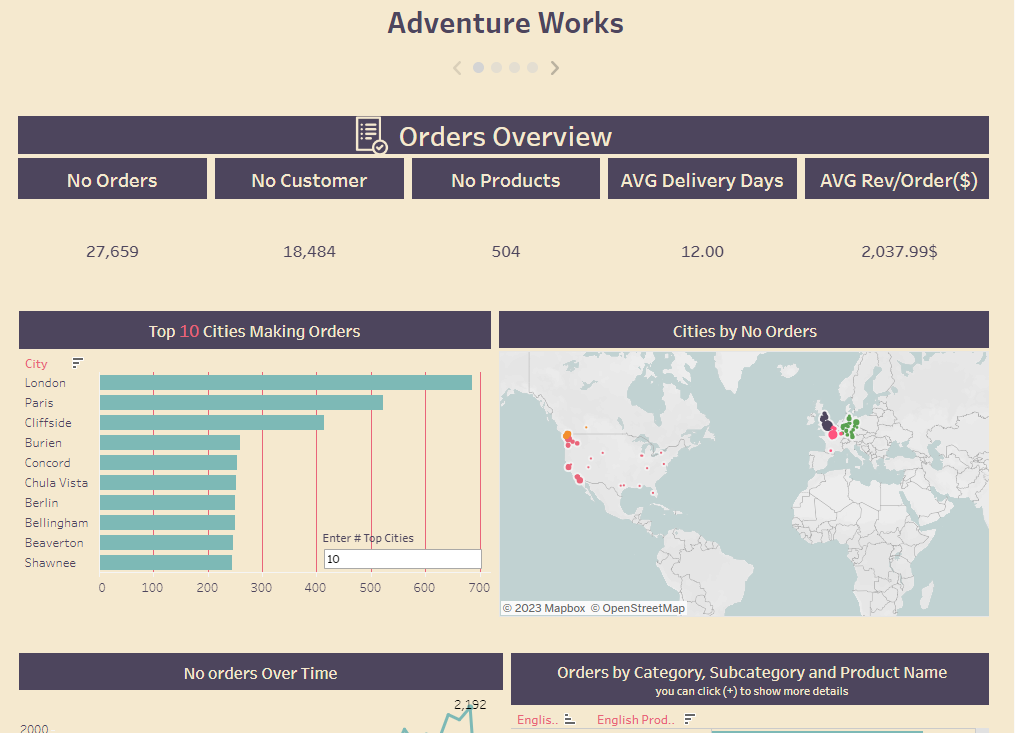 Adventure Works
Orders Overview
No Orders
No Customer
No Products
AVG Delivery Days
AVG Rev/Order($)
27,659
18,484
504
12.00
2,037.99$
Top 10 Cities Making Orders
City
London
Paris
Cliffside
Burien
Concord
Chula Vista
Berlin
Bellingham
Beaverton
Shawnee
Enter # Top Cities
10
0 100 200 300 400 500 600 700
Cities by No Orders
© 2023 Mapbox © OpenStreetMap
No orders Over Time
2,192
2000
Orders by Category, Subcategory and Product Name
you can click (+) to show more details
Englis.. English Prod..